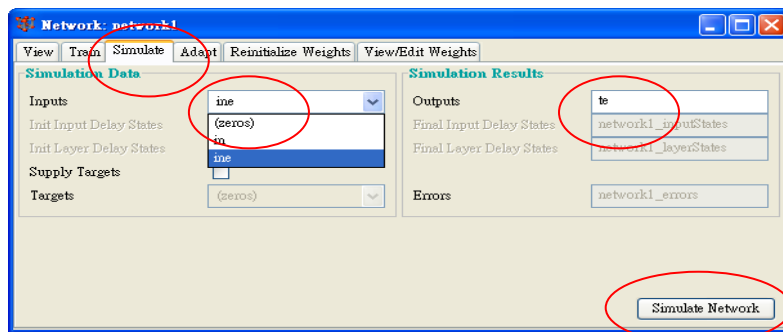 Network: network1
View Train Simulate Adapt Reinitialize Weights View/Edit Weights
Simulation Data
Simulation Results
Inputs ine
Outputs te
(zeros)
Init Input Delay States
Final Input Delay States network1_inputStates
in
Init Layer Delay States
Final Layer Delay States network1_layerStates
ine
Supply Targets
Targets (zeros)
Errors network1_errors
Simulate Network